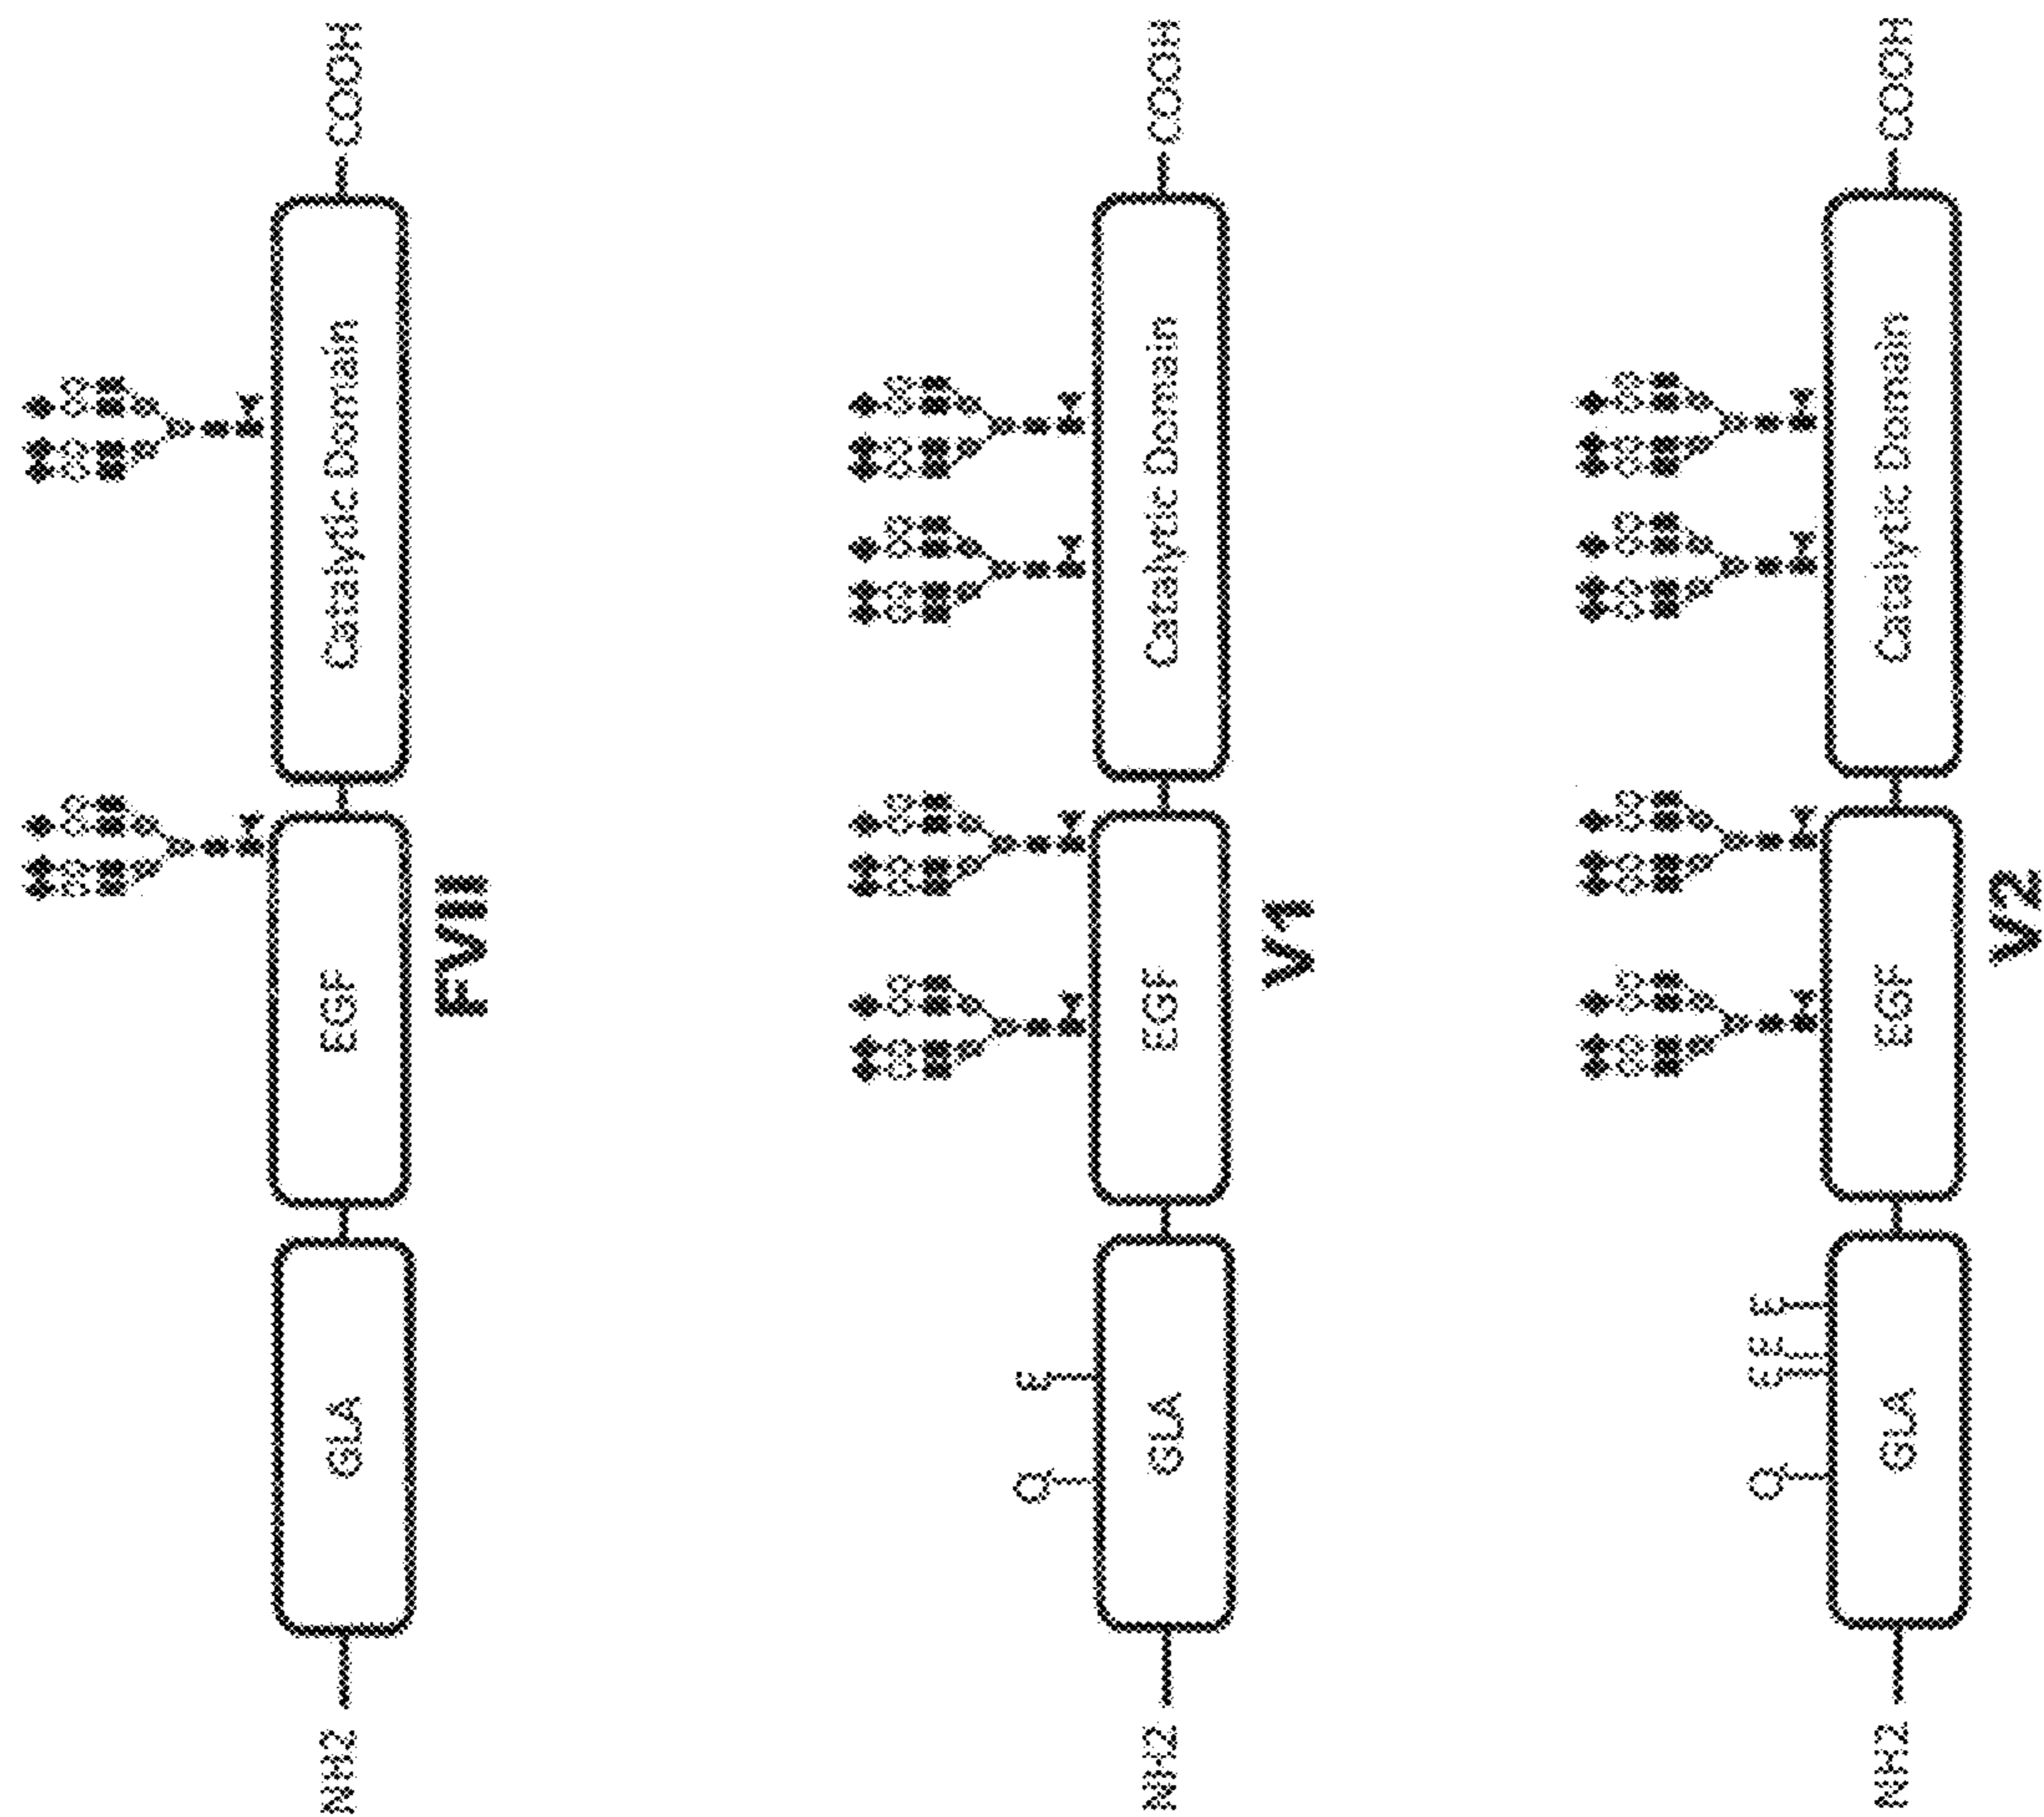 NH2 GLA EGF Catalytic Domain COOH
FVII
Q E
NH2 GLA EGF Catalytic Domain COOH
V1
Q E E E
NH2 GLA EGF Catalytic Domain COOH
V2